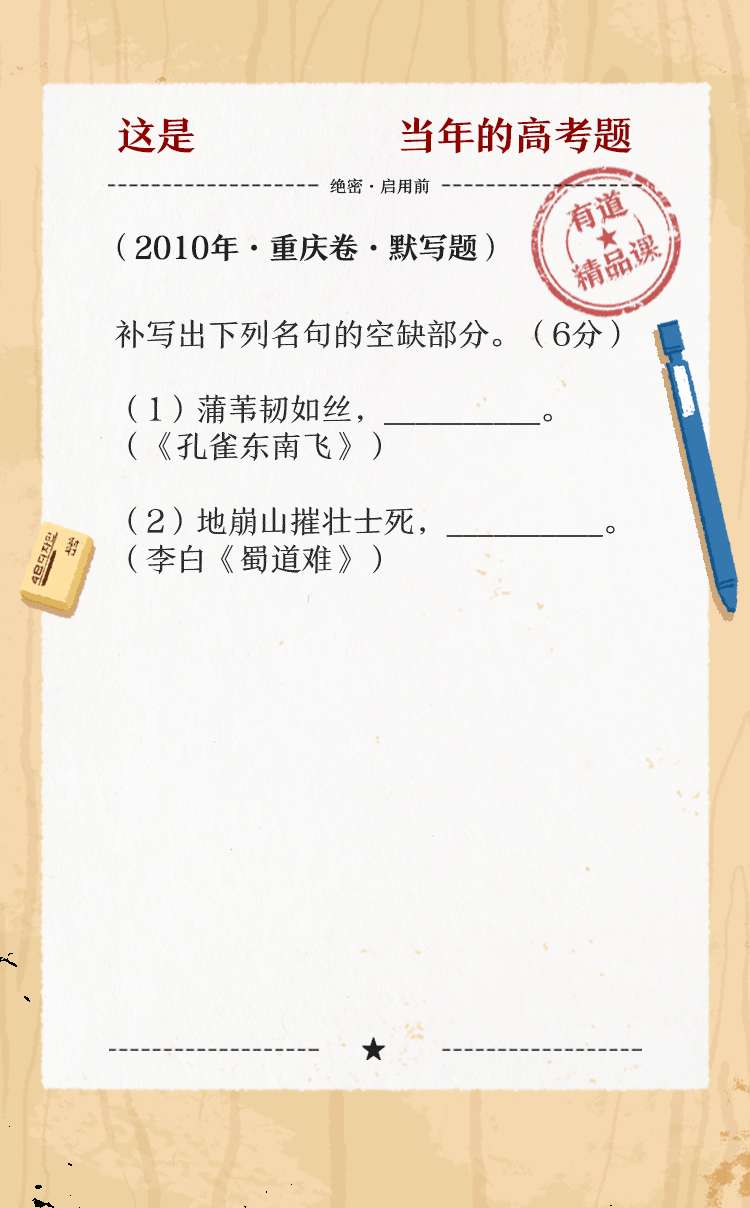 这是 当年的高考题
绝密·启用前
(2010年·重庆卷·默写题)
有道
精品课
补写出下列名句的空缺部分。(6分)
(1)蒲苇韧如丝,__________。
(《孔雀东南飞》)
(2)地崩山摧壮士死,__________。
(李白《蜀道难》)